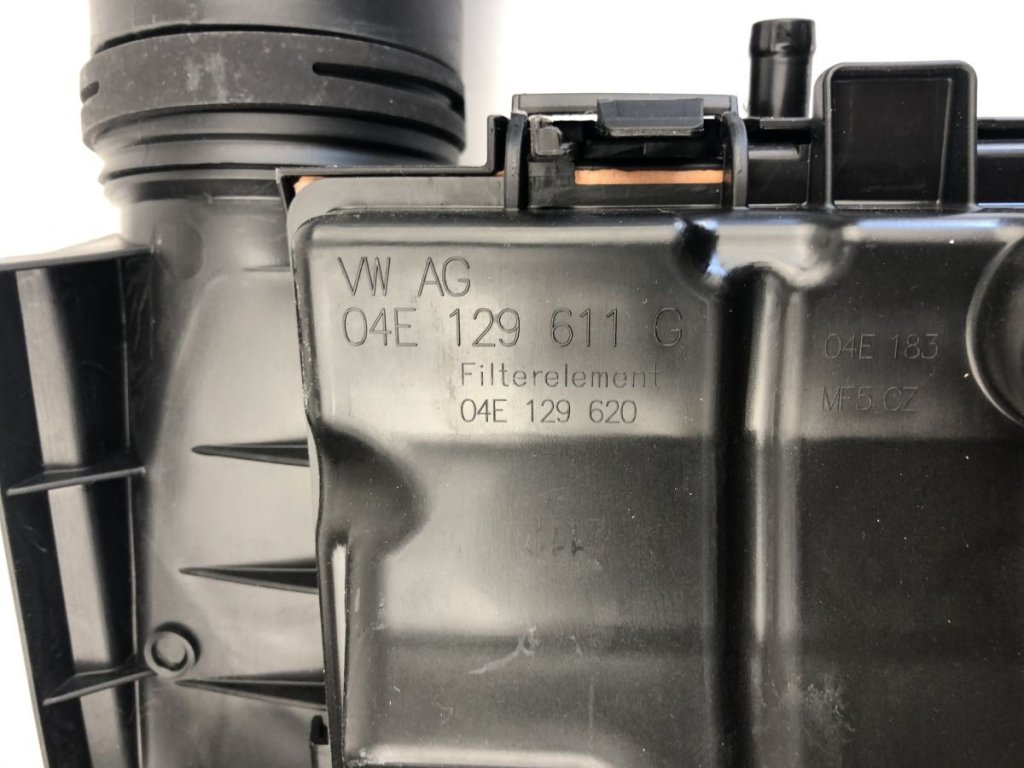 VW AG
04E 129 611 G
Filterelement
04E 129 620
04E 183
MF5 CZ